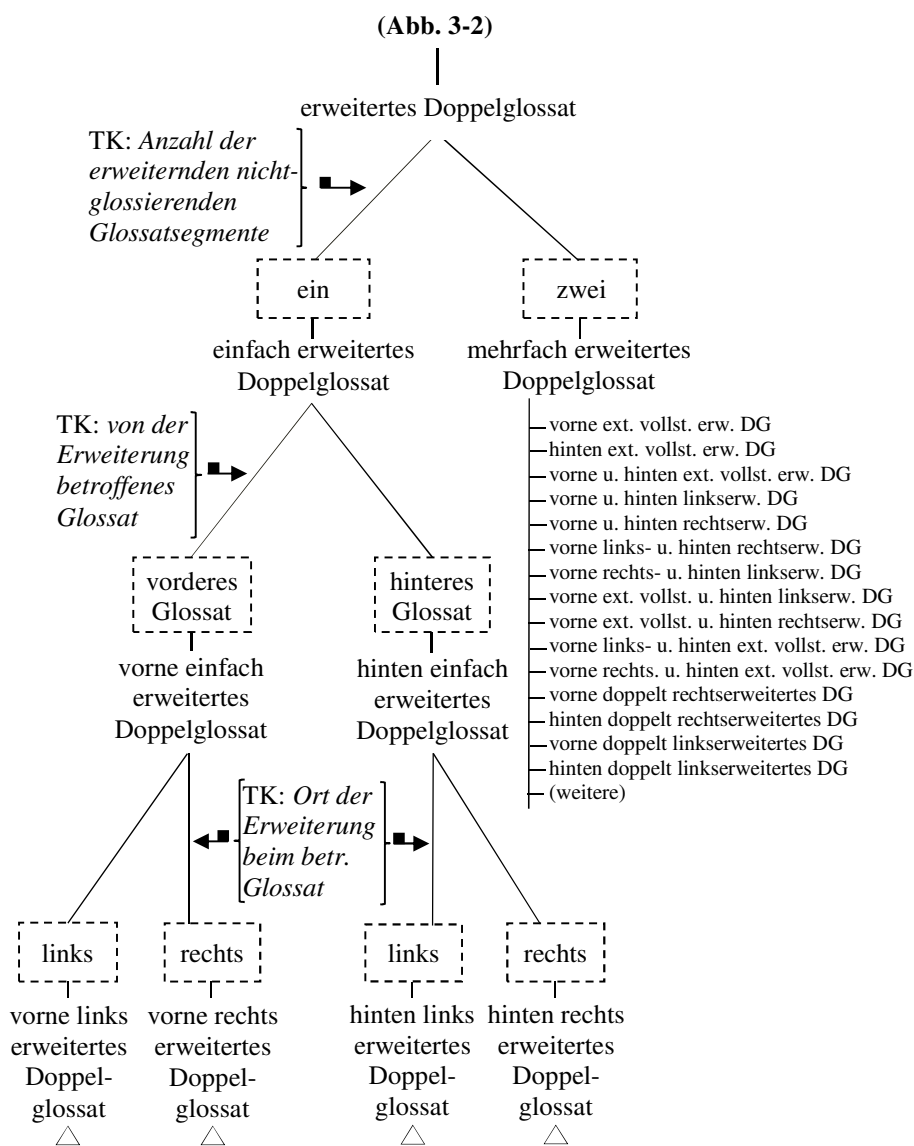 (Abb. 3-2)
erweitertes Doppelglossat
TK: Anzahl der
erweiternden nicht-
glossierenden
Glossatsegmente
ein
zwei
einfach erweitertes
Doppelglossat
mehrfach erweitertes
Doppelglossat
TK: von der
Erweiterung
betroffenes
Glossat
vorne ext. vollst. erw. DG
hinten ext. vollst. erw. DG
vorne u. hinten ext. vollst. erw. DG
vorne u. hinten linkserw. DG
vorne u. hinten rechtserw. DG
vorne links- u. hinten rechtserw. DG
vorne rechts- u. hinten linkserw. DG
vorne ext. vollst. u. hinten linkserw. DG
vorne ext. vollst. u. hinten rechtserw. DG
vorne links- u. hinten ext. vollst. erw. DG
vorne rechts. u. hinten ext. vollst. erw. DG
vorne doppelt rechtserweitertes DG
hinten doppelt rechtserweitertes DG
vorne doppelt linkserweitertes DG
hinten doppelt linkserweitertes DG
(weitere)
vorderes
Glossat
hinteres
Glossat
vorne einfach
erweitertes
Doppelglossat
hinten einfach
erweitertes
Doppelglossat
TK: Ort der
Erweiterung
beim betr.
Glossat
links
rechts
links
rechts
vorne links
erweitertes
Doppel-
glossat
vorne rechts
erweitertes
Doppel-
glossat
hinten links
erweitertes
Doppel-
glossat
hinten rechts
erweitertes
Doppel-
glossat